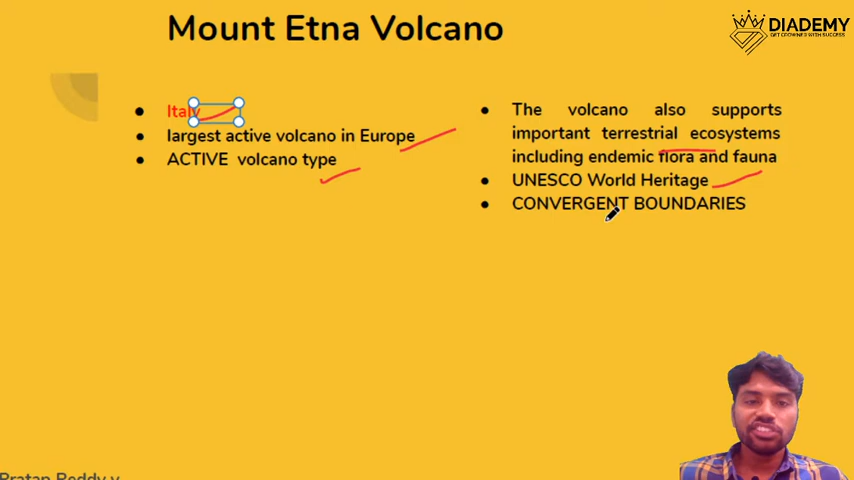 Mount Etna Volcano
DIADEMY
GET CROWNED WITH SUCCESS
Italy
largest active volcano in Europe
ACTIVE volcano type
The volcano also supports
important terrestrial ecosystems
including endemic flora and fauna
UNESCO World Heritage
CONVERGENT BOUNDARIES
Pratap Reddy v